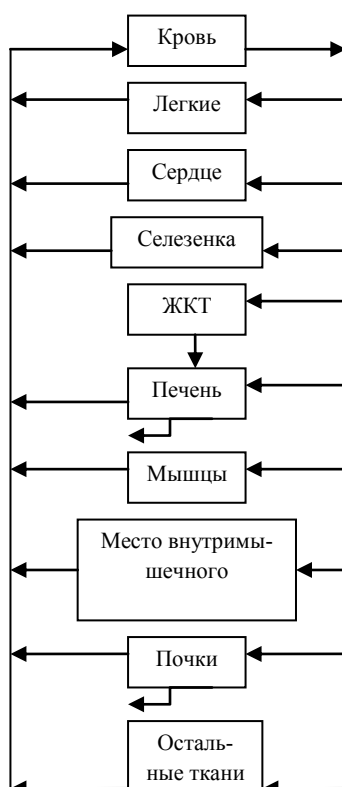 Кровь
Легкие
Сердце
Селезенка
ЖКТ
Печень
Мышцы
Место внутримы-
шечного
Почки
Осталь-
ные ткани